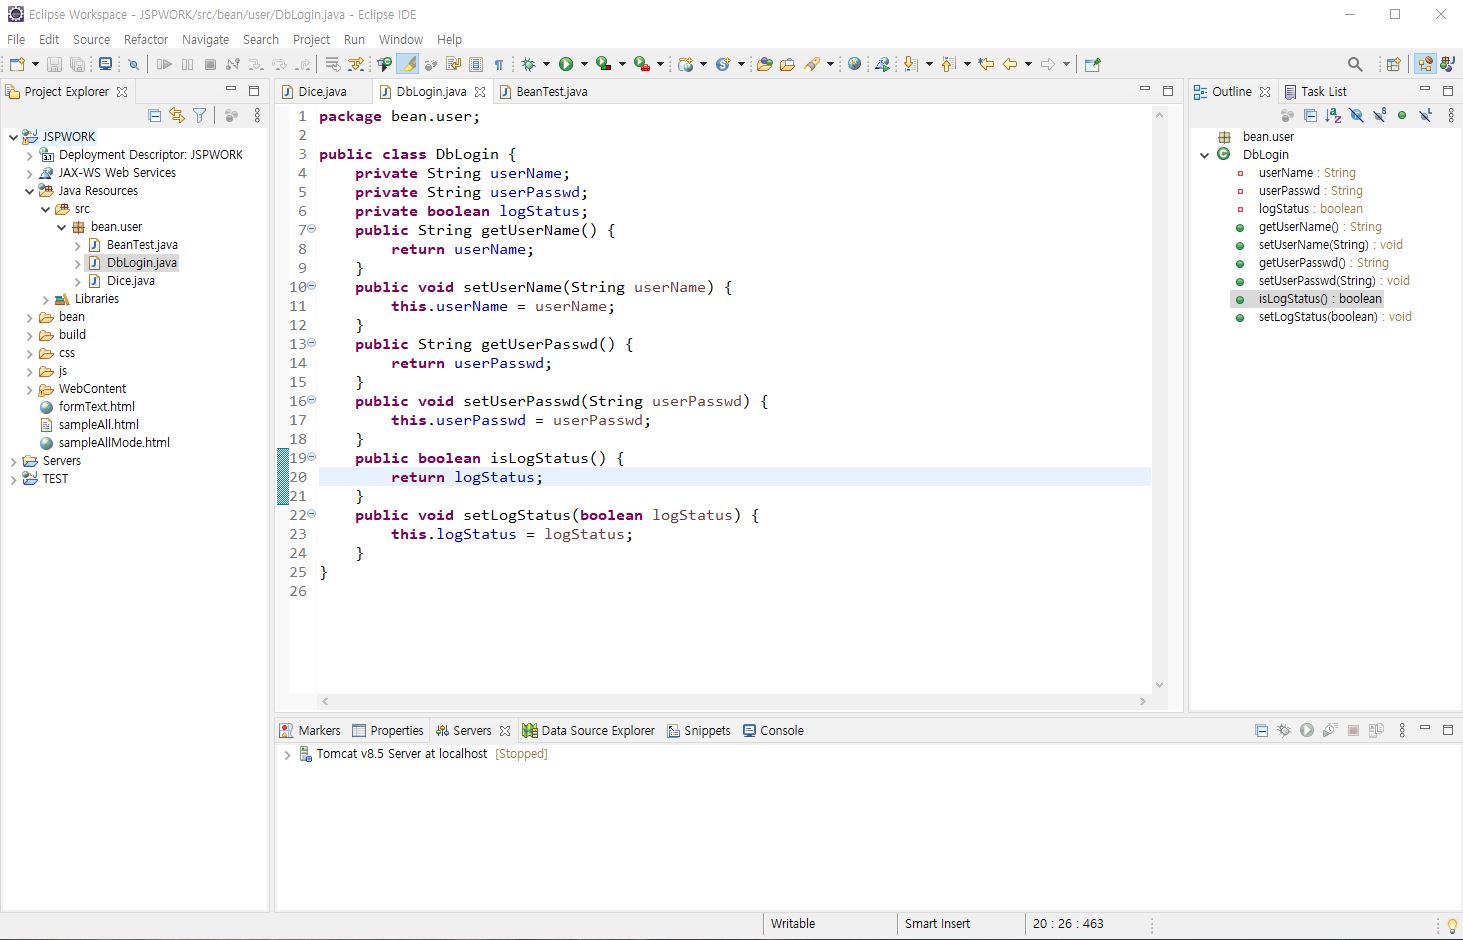 Eclipse Workspace - JSPWORK/src/bean/user/DbLogin.java - Eclipse IDE
File Edit Source Refactor Navigate Search Project Run Window Help
Project Explorer
JSPWORK
Deployment Descriptor: JSPWORK
JAX-WS Web Services
Java Resources
src
bean.user
BeanTest.java
DbLogin.java
Dice.java
Libraries
bean
build
css
js
WebContent
formText.html
sampleAll.html
sampleAllMode.html
Servers
TEST
Dice.java DbLogin.java BeanTest.java
1 package bean.user;
2
3 public class DbLogin {
4 private String userName;
5 private String userPasswd;
6 private boolean logStatus;
7 public String getUserName() {
8 return userName;
9 }
10 public void setUserName(String userName) {
11 this.userName = userName;
12 }
13 public String getUserPasswd() {
14 return userPasswd;
15 }
16 public void setUserPasswd(String userPasswd) {
17 this.userPasswd = userPasswd;
18 }
19 public boolean isLogStatus() {
20 return logStatus;
21 }
22 public void setLogStatus(boolean logStatus) {
23 this.logStatus = logStatus;
24 }
25 }
26
Outline Task List
bean.user
DbLogin
userName : String
userPasswd : String
logStatus : boolean
getUserName() : String
setUserName(String) : void
getUserPasswd() : String
setUserPasswd(String) : void
isLogStatus() : boolean
setLogStatus(boolean) : void
Markers Properties Servers Data Source Explorer Snippets Console
Tomcat v8.5 Server at localhost [Stopped]
Writable Smart Insert 20 : 26 : 463